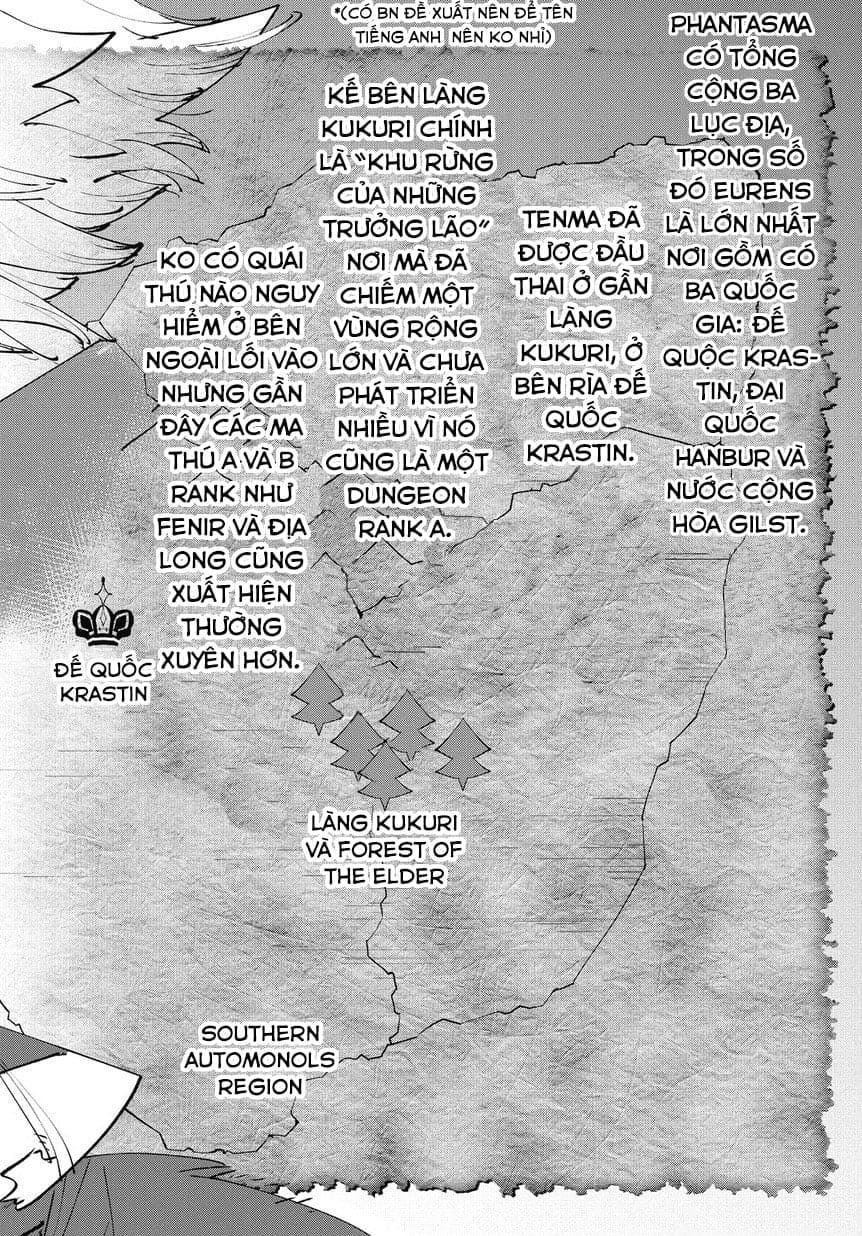 *(CÓ BN ĐỀ XUẤT NÊN ĐỂ TÊN
TIẾNG ANH NÊN KO NHỈ)
PHANTASMA
CÓ TỔNG
CỘNG BA
LỤC ĐỊA,
TRONG SỐ
ĐÓ EURENS
LÀ LỚN NHẤT
NƠI GỒM CÓ
BA QUỐC
GIA: ĐẾ
QUỘC KRAS-
TIN, ĐẠI
QUỐC
HANBUR VÀ
NƯỚC CỘNG
HÒA GILST.
TENMA ĐÃ
ĐƯỢC ĐẦU
THAI Ở GẦN
LÀNG
KUKURI, Ở
BÊN RÌA ĐẾ
QUỐC
KRASTIN.
KẾ BÊN LÀNG
KUKURI CHÍNH
LÀ "KHU RỪNG
CỦA NHỮNG
TRƯỞNG LÃO"
NƠI MÀ ĐÃ
CHIẾM MỘT
VÙNG RỘNG
LỚN VÀ CHƯA
PHÁT TRIỂN
NHIỀU VÌ NÓ
CŨNG LÀ MỘT
DUNGEON
RANK A.
KO CÓ QUÁI
THÚ NÀO NGUY
HIỂM Ở BÊN
NGOÀI LỐI VÀO
NHƯNG GẦN
ĐÂY CÁC MA
THÚ A VÀ B
RANK NHƯ
FENIR VÀ ĐỊA
LONG CŨNG
XUẤT HIỆN
THƯỜNG
XUYÊN HƠN.
ĐẾ QUỐC
KRASTIN
LÀNG KUKURI
VÀ FOREST OF
THE ELDER
SOUTHERN
AUTOMONOLS
REGION